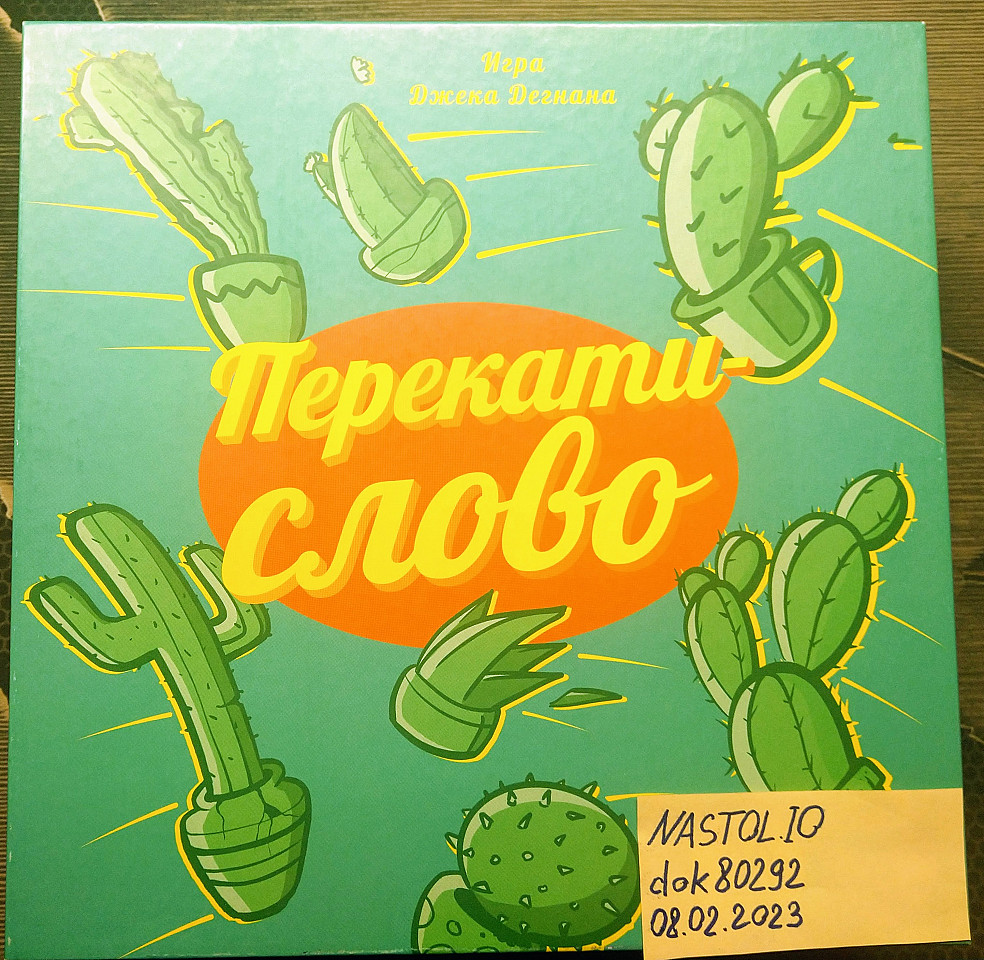 Игра
Джека Дегнана
Перекати-
слово
NASTOL.IO
dok80292
08.02.2023